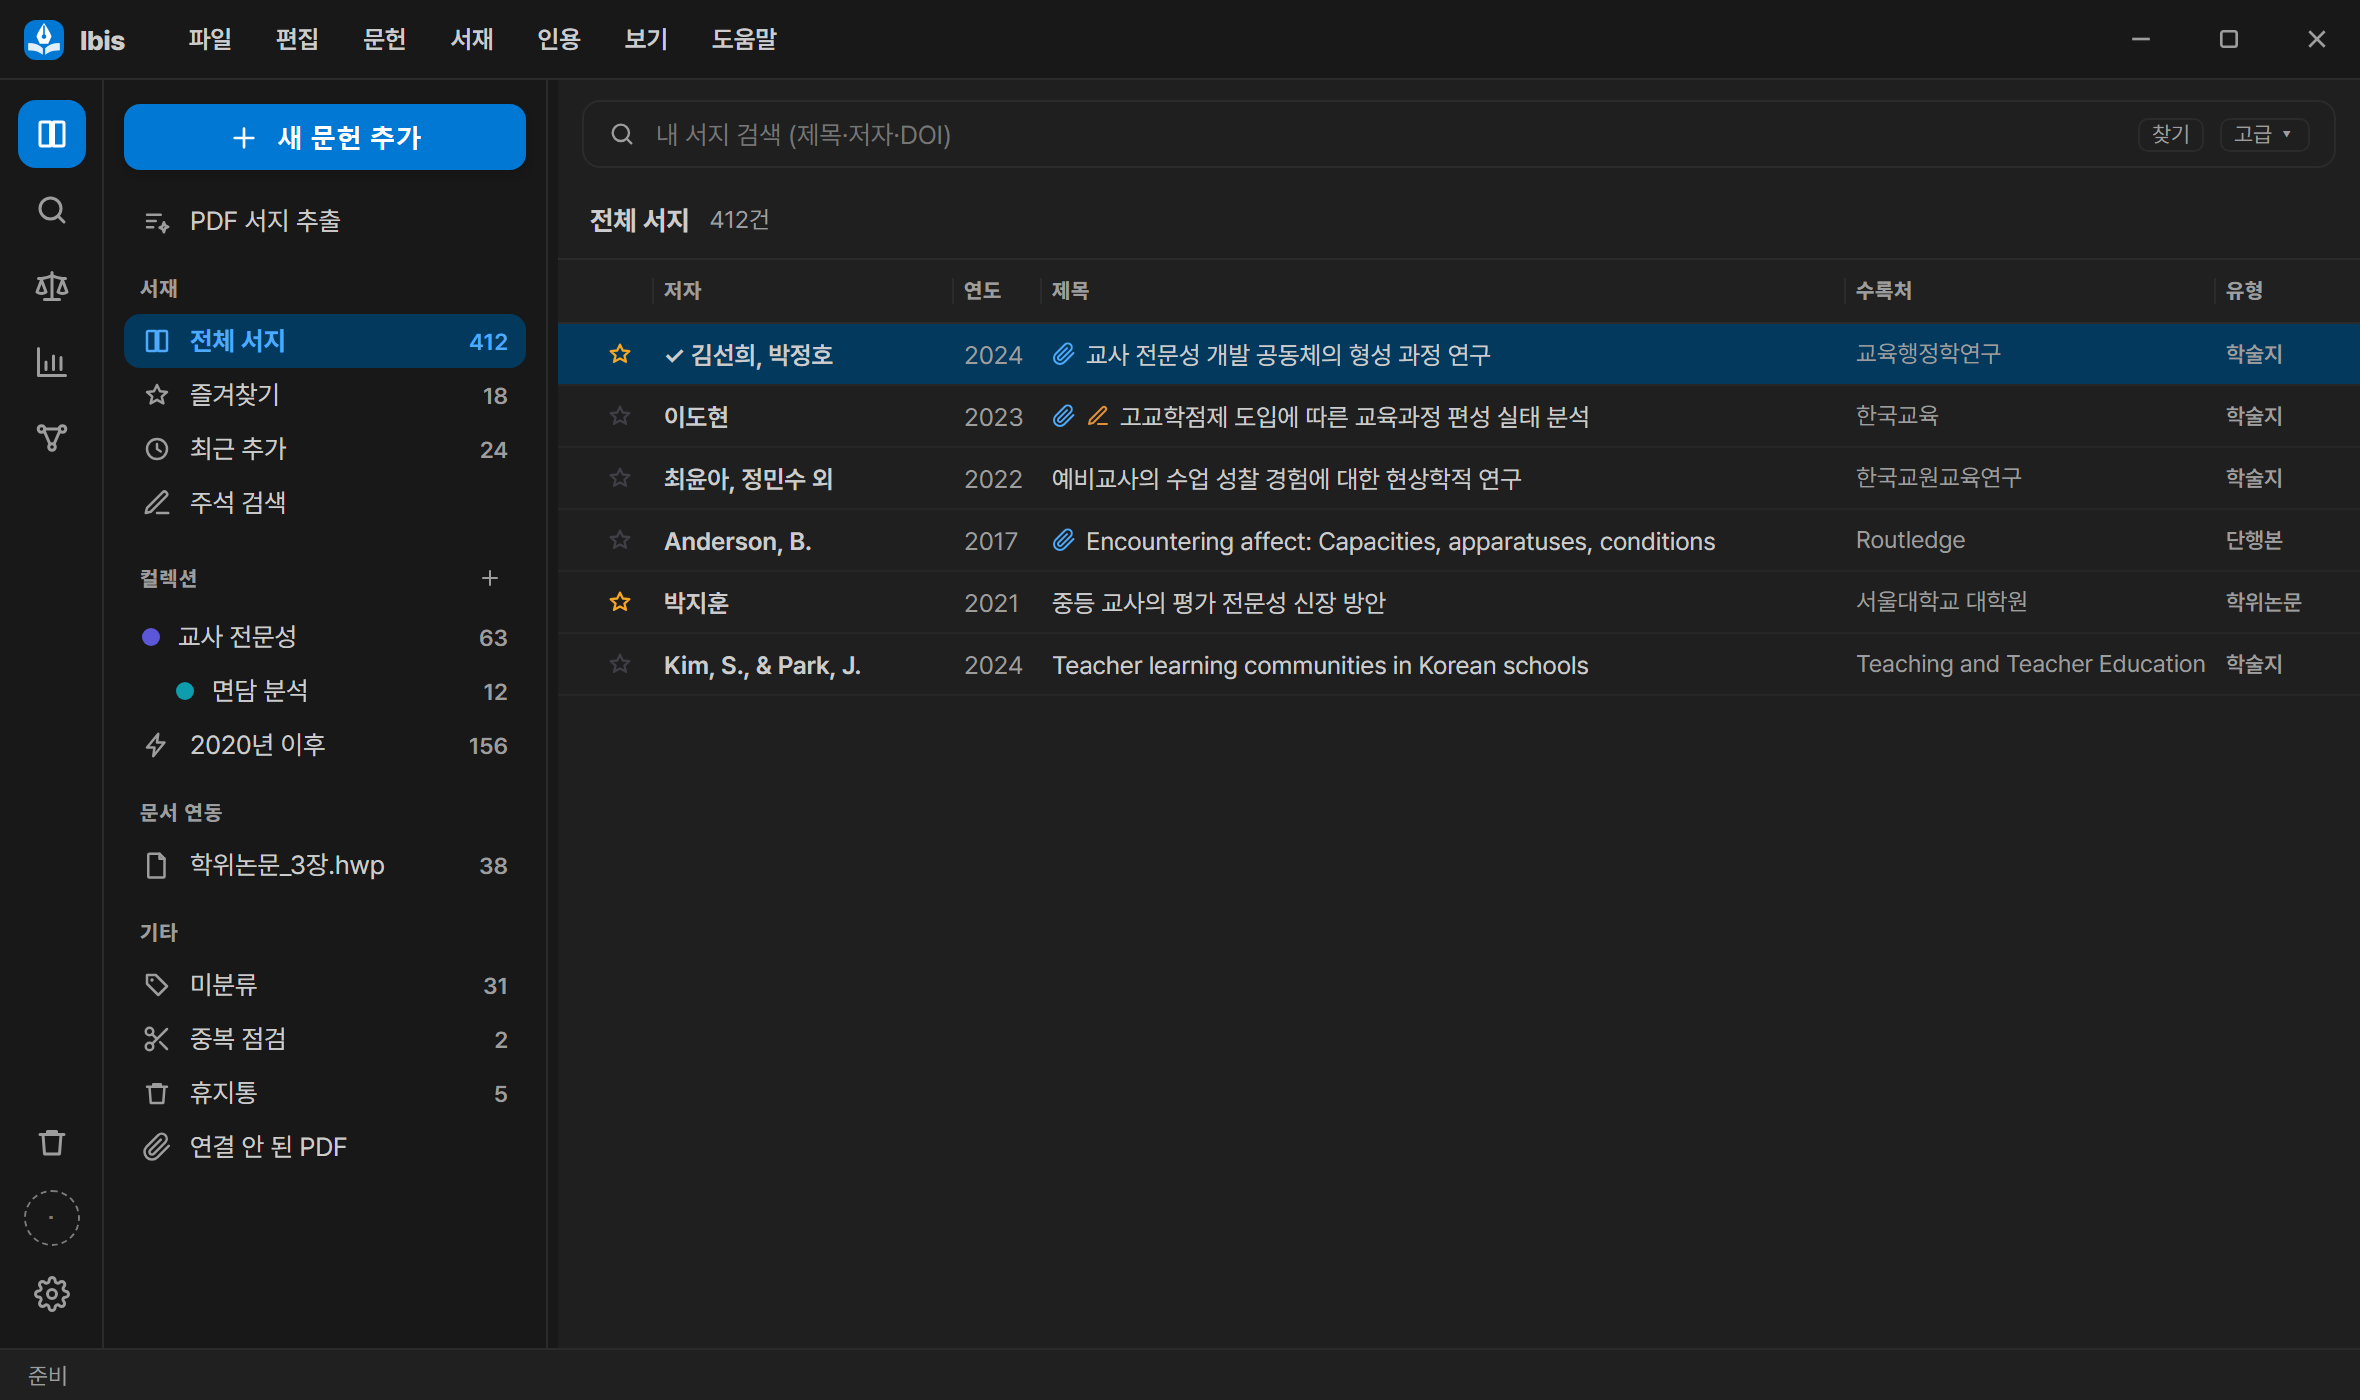 Ibis 파일 편집 문헌 서재 인용 보기 도움말
새 문헌 추가
PDF 서지 추출
서재
전체 서지 412
즐겨찾기 18
최근 추가 24
주석 검색
컬렉션
교사 전문성 63
면담 분석 12
2020년 이후 156
문서 연동
학위논문_3장.hwp 38
기타
미분류 31
중복 점검 2
휴지통 5
연결 안 된 PDF
내 서지 검색 (제목·저자·DOI) 찾기 고급
전체 서지 412건
저자 연도 제목 수록처 유형
김선희, 박정호 2024 교사 전문성 개발 공동체의 형성 과정 연구 교육행정학연구 학술지
이도현 2023 고교학점제 도입에 따른 교육과정 편성 실태 분석 한국교육 학술지
최윤아, 정민수 외 2022 예비교사의 수업 성찰 경험에 대한 현상학적 연구 한국교원교육연구 학술지
Anderson, B. 2017 Encountering affect: Capacities, apparatuses, conditions Routledge 단행본
박지훈 2021 중등 교사의 평가 전문성 신장 방안 서울대학교 대학원 학위논문
Kim, S., & Park, J. 2024 Teacher learning communities in Korean schools Teaching and Teacher Education 학술지
준비